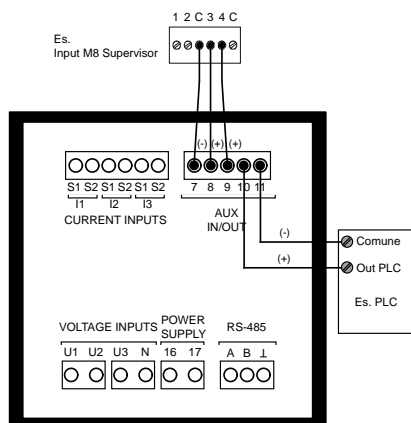 1 2 C 3 4 C
Es.
Input M8 Supervisor
(-) (+) (+)
S1 S2 S1 S2 S1 S2
I1 I2 I3
CURRENT INPUTS
7 8 9 10 11
AUX
IN/OUT
(-)
Comune
(+)
Out PLC
Es. PLC
VOLTAGE INPUTS
POWER
SUPPLY
RS-485
U1 U2 U3 N 16 17 A B ⊥